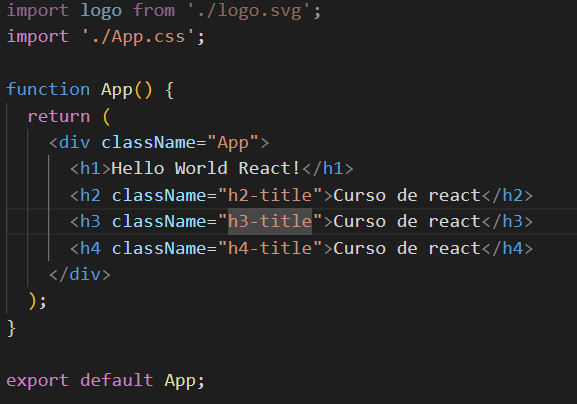 import logo from './logo.svg';
import './App.css';

function App() {
  return (
    <div className="App">
      <h1>Hello World React!</h1>
      <h2 className="h2-title">Curso de react</h2>
      <h3 className="h3-title">Curso de react</h3>
      <h4 className="h4-title">Curso de react</h4>
    </div>
  );
}

export default App;